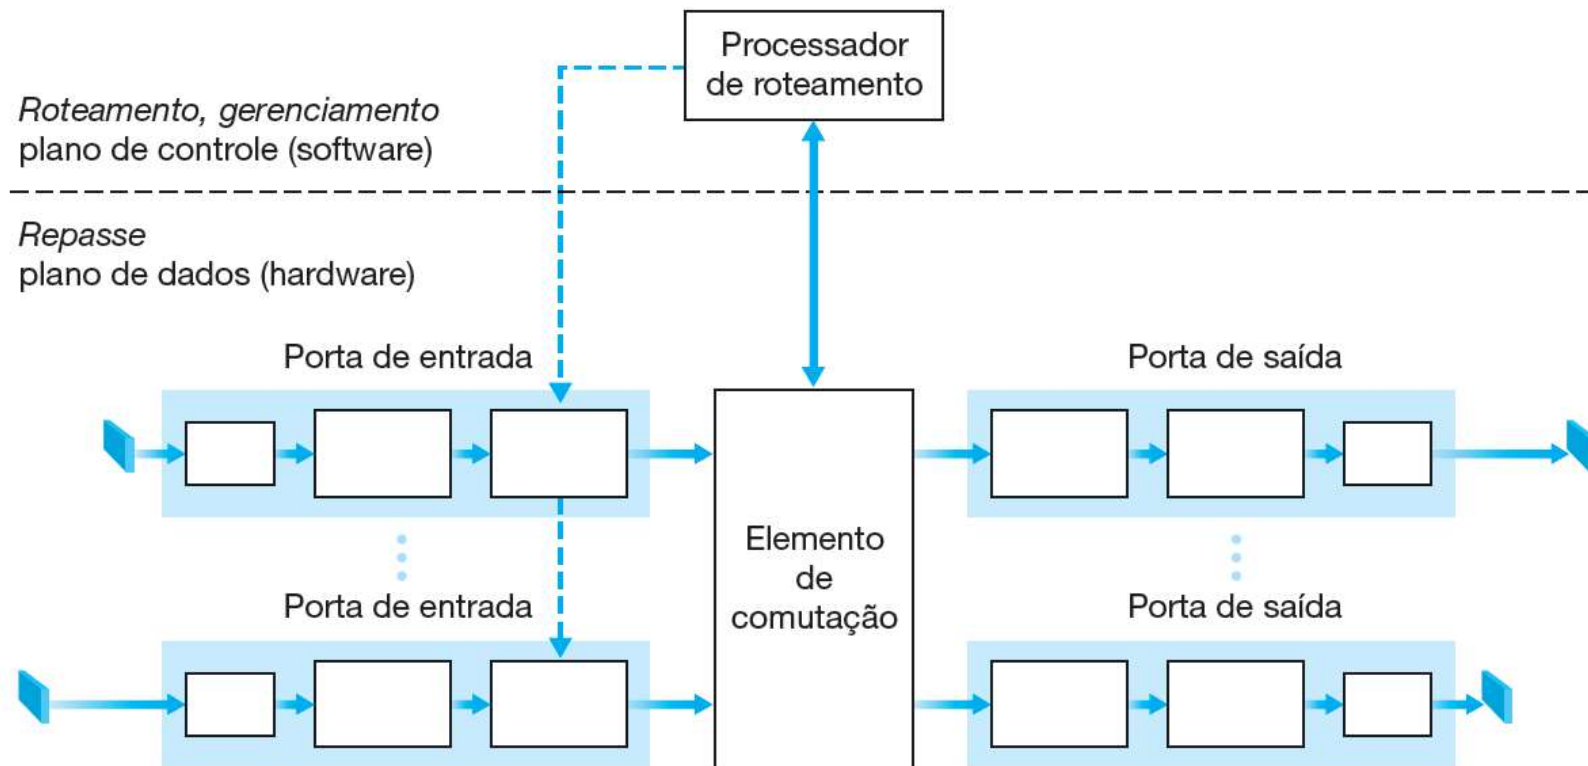 Processador
de roteamento
Roteamento, gerenciamento
plano de controle (software)
Repasse
plano de dados (hardware)
Porta de entrada
Porta de saída
Elemento
de
comutação
Porta de entrada
Porta de saída